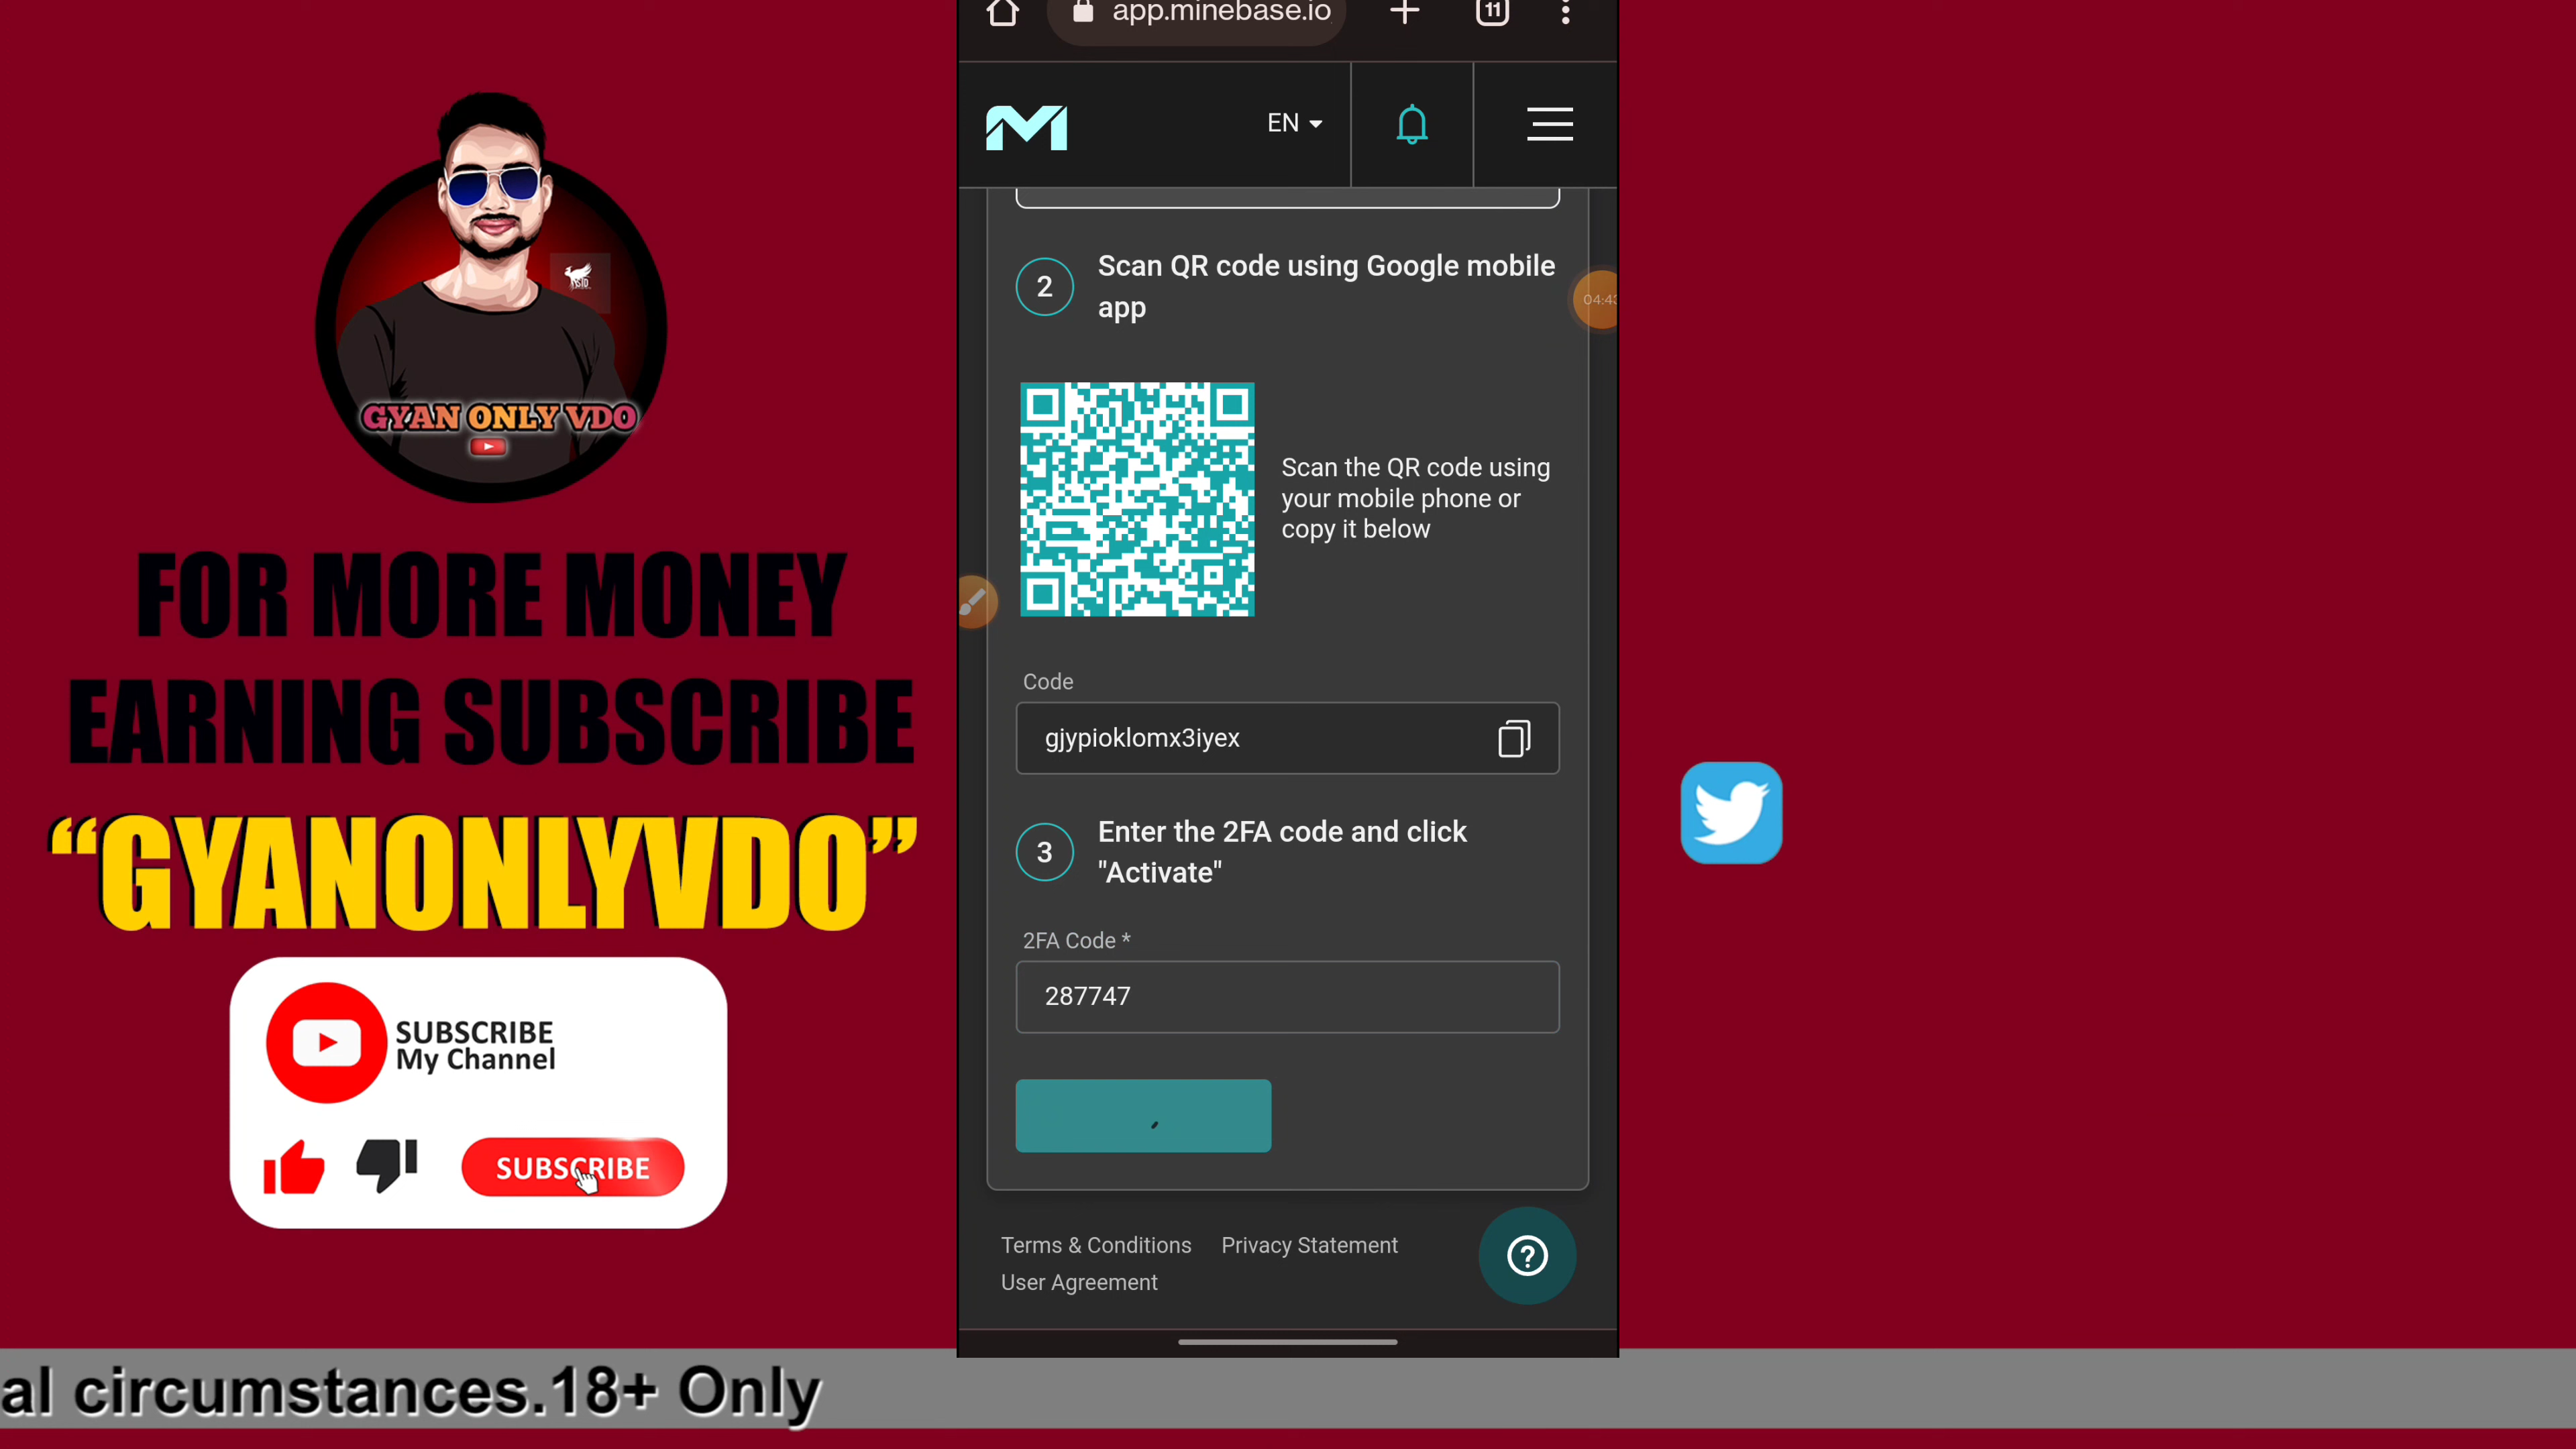 GYAN ONLY VDO
FOR MORE MONEY
EARNING SUBSCRIBE
“GYANONLYVDO”
SUBSCRIBE
My Channel
SUBSCRIBE
app.minebase.io
11
EN
2
Scan QR code using Google mobile
app
04:43
Scan the QR code using
your mobile phone or
copy it below
Code
gjypioklomx3iyex
3
Enter the 2FA code and click
"Activate"
2FA Code *
287747
Terms & Conditions Privacy Statement
User Agreement
al circumstances.18+ Only